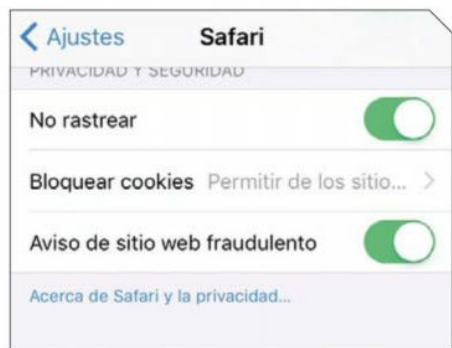 Ajustes
Safari
PRIVACIDAD Y SEGURIDAD
No rastrear
Bloquear cookies Permitir de los sitio...
Aviso de sitio web fraudulento
Acerca de Safari y la privacidad...